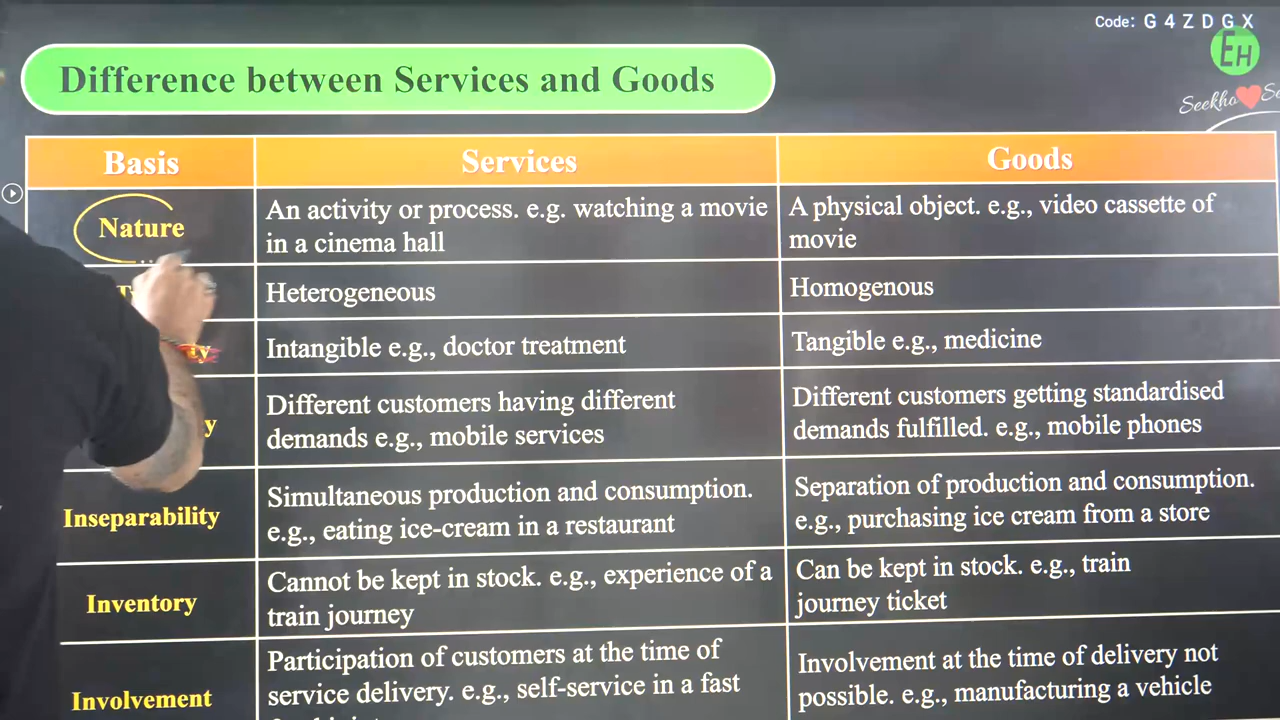 Code: G 4 Z D G X
EH
Seekho
Difference between Services and Goods
Basis
Services
Goods
Nature
An activity or process. e.g. watching a movie
in a cinema hall
A physical object. e.g., video cassette of
movie
Heterogeneous
Homogenous
Intangible e.g., doctor treatment
Tangible e.g., medicine
Different customers having different
demands e.g., mobile services
Different customers getting standardised
demands fulfilled. e.g., mobile phones
Inseparability
Simultaneous production and consumption.
e.g., eating ice-cream in a restaurant
Separation of production and consumption.
e.g., purchasing ice cream from a store
Inventory
Cannot be kept in stock. e.g., experience of a
train journey
Can be kept in stock. e.g., train
journey ticket
Involvement
Participation of customers at the time of
service delivery. e.g., self-service in a fast
Involvement at the time of delivery not
possible. e.g., manufacturing a vehicle